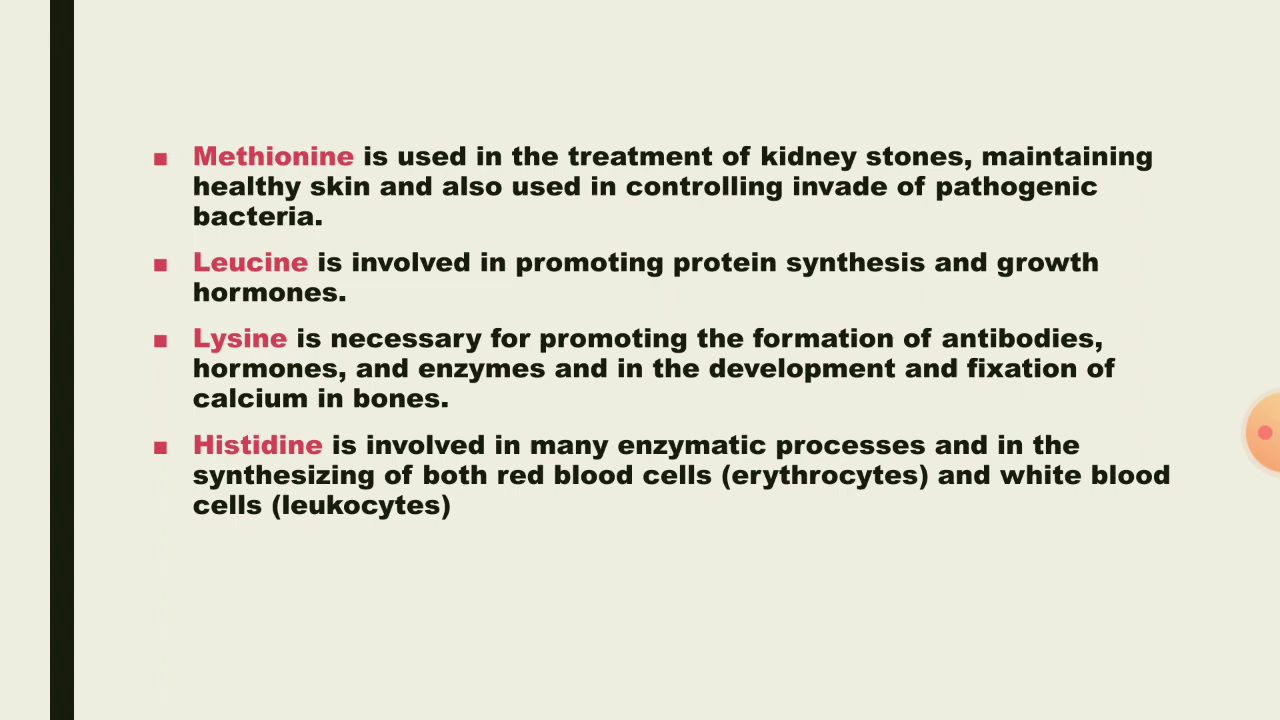 Methionine is used in the treatment of kidney stones, maintaining
healthy skin and also used in controlling invade of pathogenic
bacteria.
Leucine is involved in promoting protein synthesis and growth
hormones.
Lysine is necessary for promoting the formation of antibodies,
hormones, and enzymes and in the development and fixation of
calcium in bones.
Histidine is involved in many enzymatic processes and in the
synthesizing of both red blood cells (erythrocytes) and white blood
cells (leukocytes)